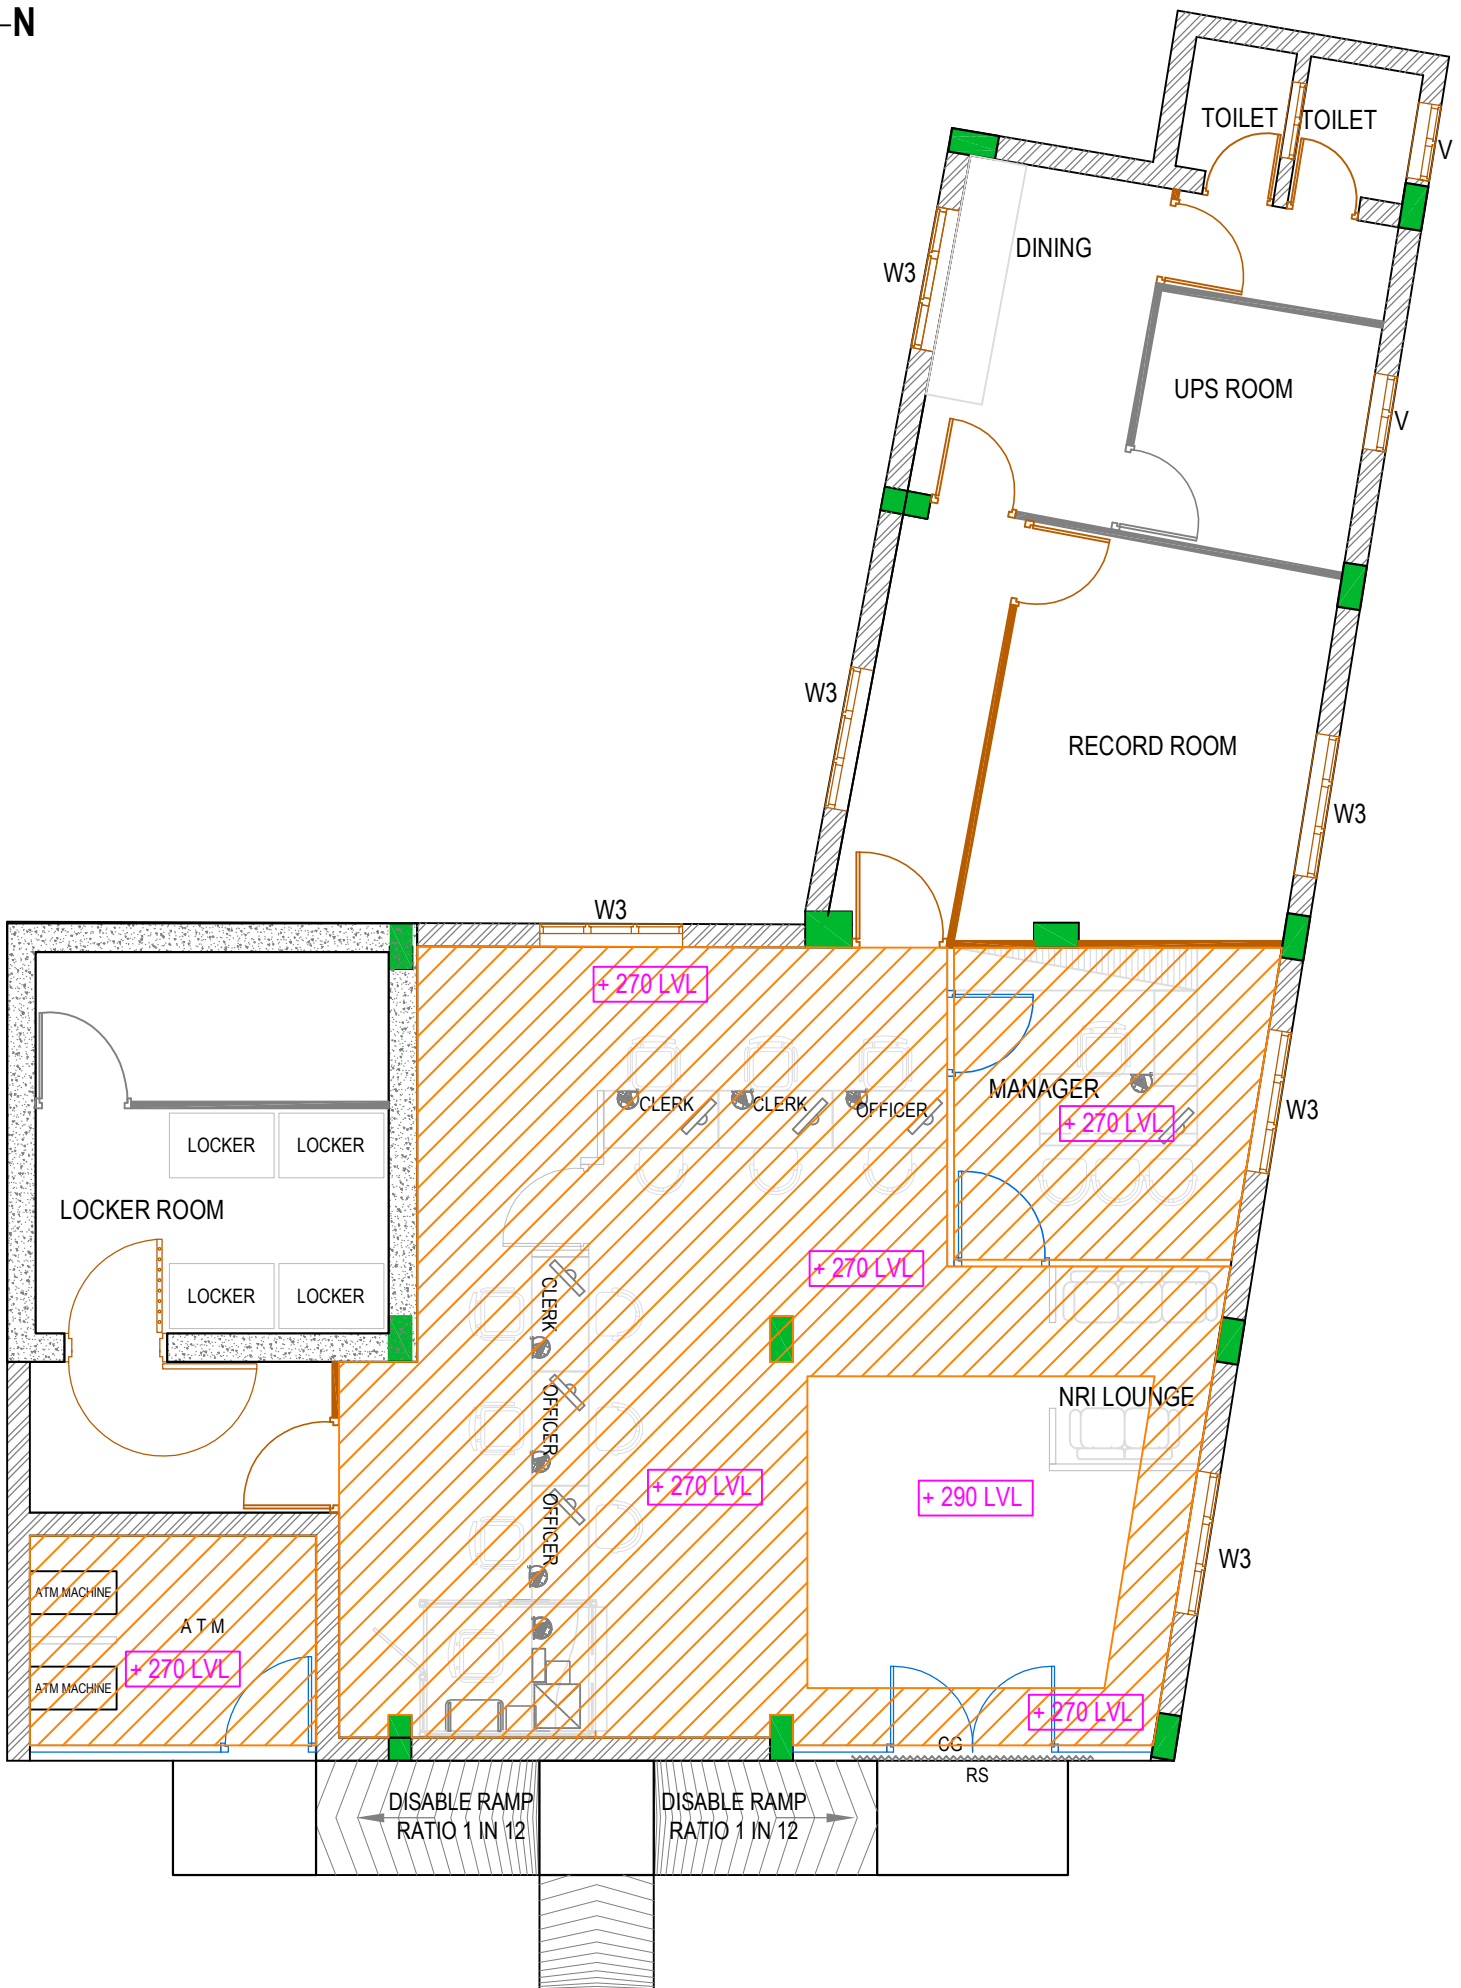 N
TOILET TOILET
V
DINING
W3
UPS ROOM
V
W3
RECORD ROOM
W3
W3
+ 270 LVL
CLERK
CLERK
OFFICER
MANAGER
+ 270 LVL
W3
LOCKER
LOCKER
LOCKER ROOM
LOCKER
LOCKER
+ 270 LVL
CLERK
OFFICER
OFFICER
NRI LOUNGE
+ 270 LVL
+ 290 LVL
W3
ATM MACHINE
A T M
+ 270 LVL
ATM MACHINE
+ 270 LVL
CG
RS
DISABLE RAMP
RATIO 1 IN 12
DISABLE RAMP
RATIO 1 IN 12